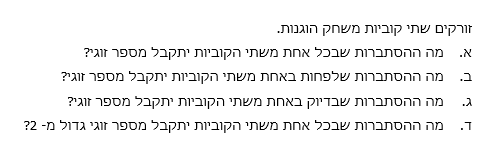 זורקים שתי קוביות משחק הוגנות.
א. מה ההסתברות שבכל אחת משתי הקוביות יתקבל מספר זוגי?
ב. מה ההסתברות שלפחות באחת משתי הקוביות יתקבל מספר זוגי?
ג. מה ההסתברות שבדיוק באחת משתי הקוביות יתקבל מספר זוגי?
ד. מה ההסתברות שבכל אחת משתי הקוביות יתקבל מספר זוגי גדול מ- 2?